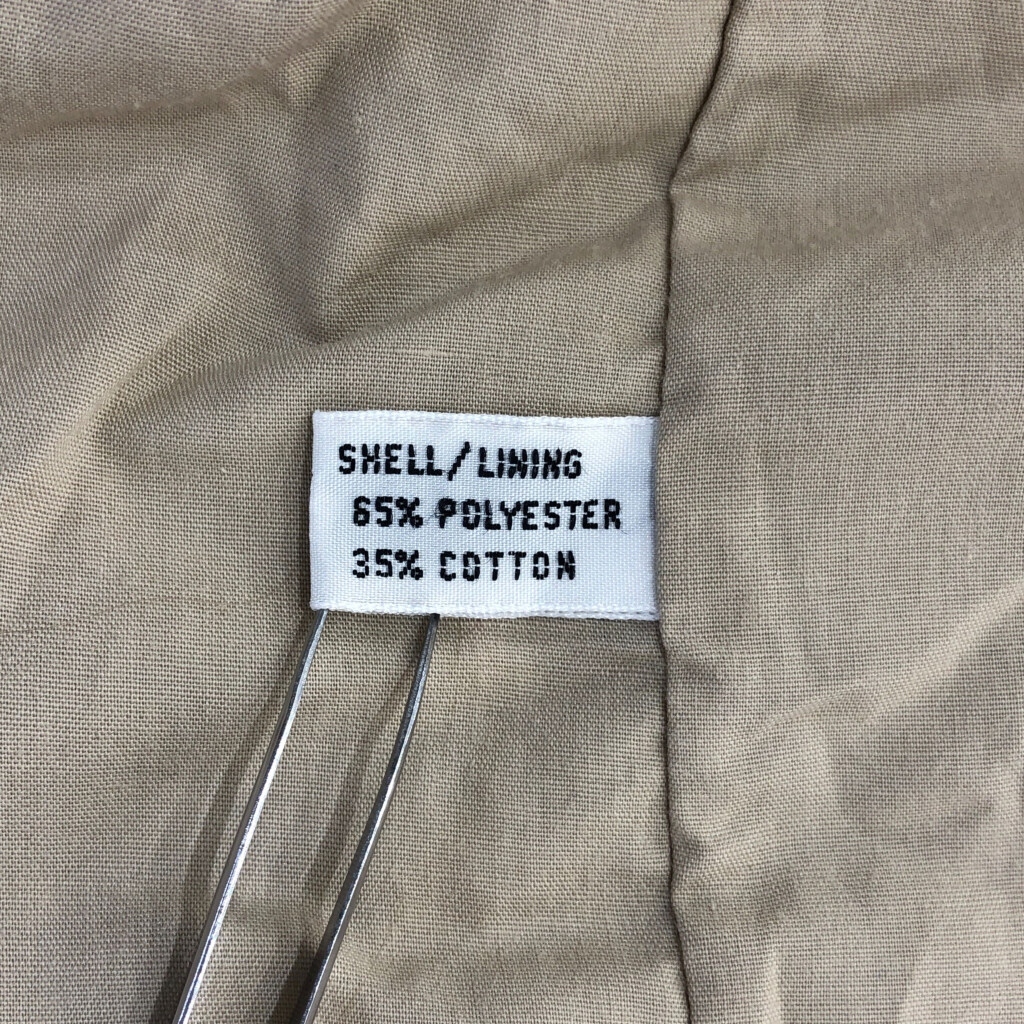 SHELL/LINING
65% POLYESTER
35% COTTON